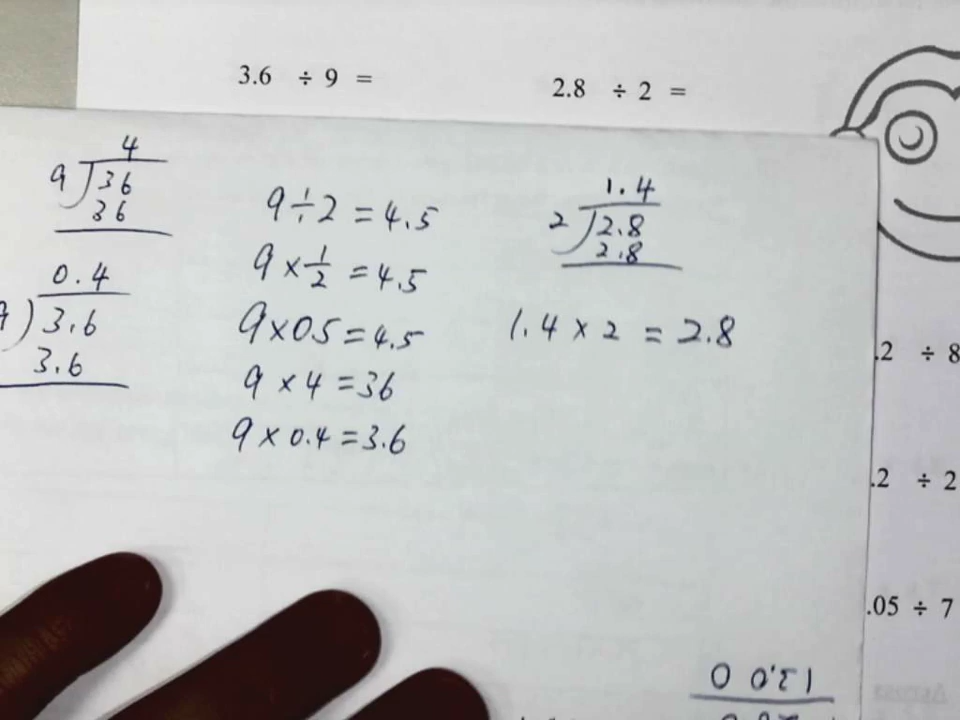 3.6 ÷ 9 =
2.8 ÷ 2 =
4
9 36
36
0.4
9 3.6
3.6
9 ÷ 2 = 4.5
9 × 1/2 = 4.5
9 × 05 = 4.5
9 × 4 = 36
9 × 0.4 = 3.6
1.4
2 2.8
2.8
1.4 × 2 = 2.8
.2 ÷ 8
.2 ÷ 2
.05 ÷ 7